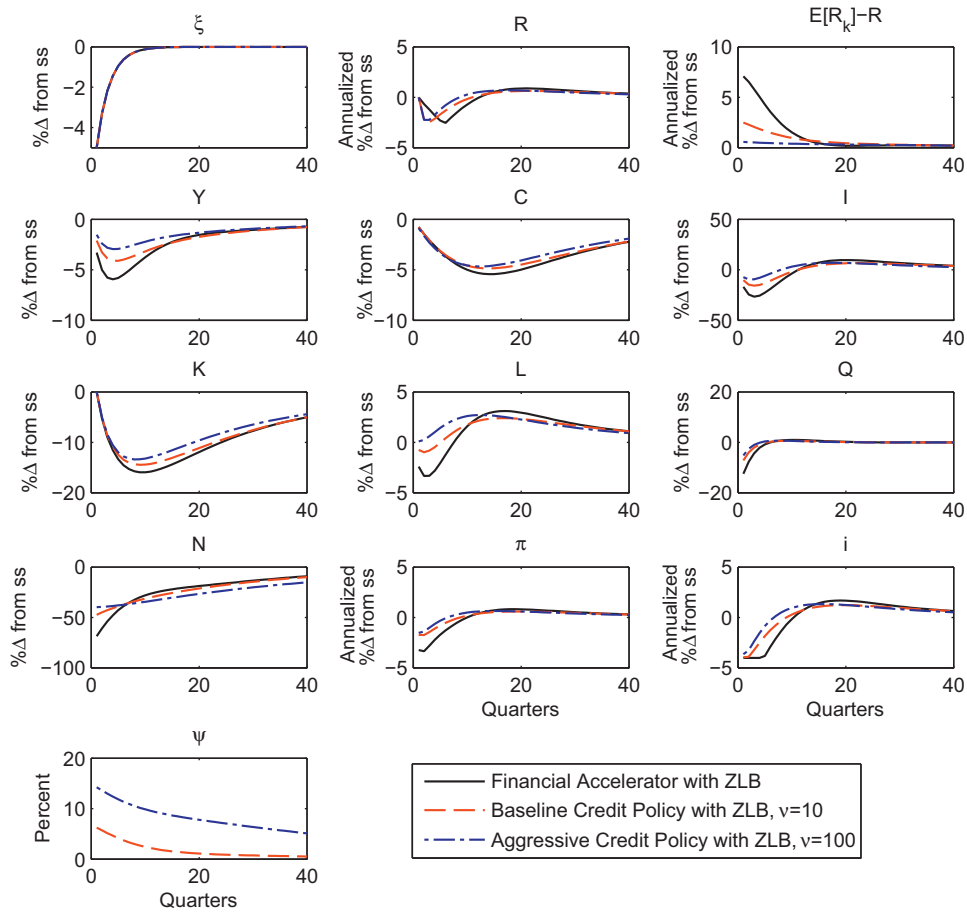 ξ
0
−2
−4
%Δ from ss
0 20 40
R
5
0
−5
Annualized
%Δ from ss
0 20 40
E[R_k]−R
10
5
0
Annualized
%Δ from ss
0 20 40
Y
0
−5
−10
%Δ from ss
0 20 40
C
0
−5
−10
%Δ from ss
0 20 40
I
50
0
−50
%Δ from ss
0 20 40
K
0
−10
−20
%Δ from ss
0 20 40
L
5
0
−5
%Δ from ss
0 20 40
Q
20
0
−20
%Δ from ss
0 20 40
N
0
−50
−100
%Δ from ss
0 20 40
π
5
0
−5
Annualized
%Δ from ss
0 20 40
Quarters
i
5
0
−5
Annualized
%Δ from ss
0 20 40
Quarters
ψ
20
10
0
Percent
0 20 40
Quarters
Financial Accelerator with ZLB
Baseline Credit Policy with ZLB, ν=10
Aggressive Credit Policy with ZLB, ν=100